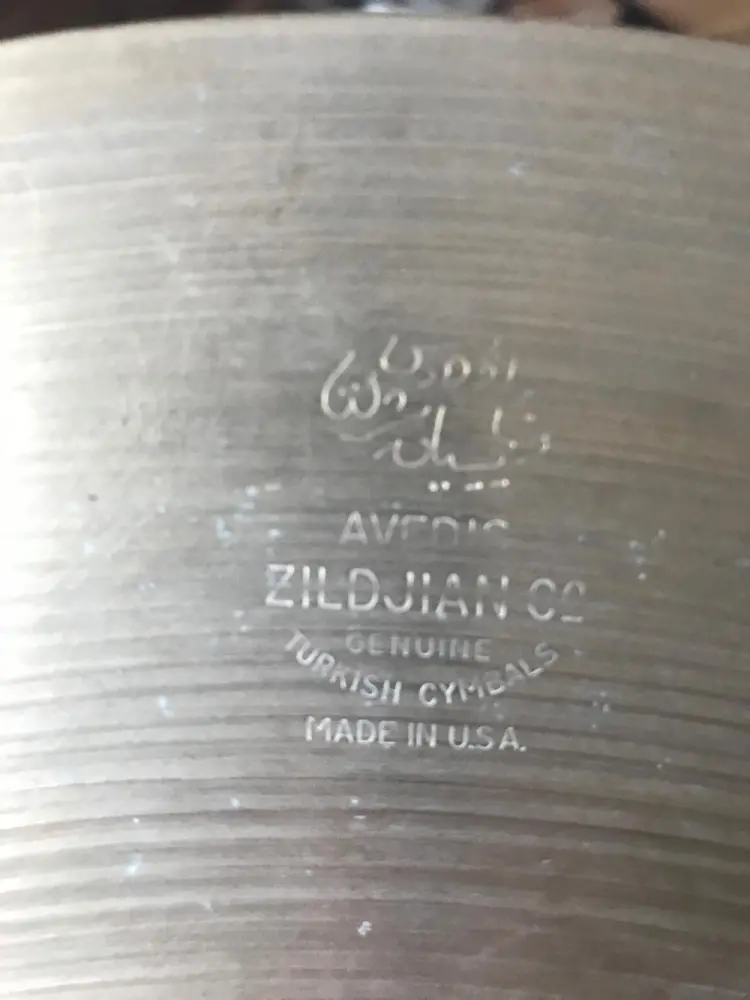 AVEDIS
ZILDJIAN Cº
GENUINE
TURKISH CYMBALS
MADE IN U.S.A.